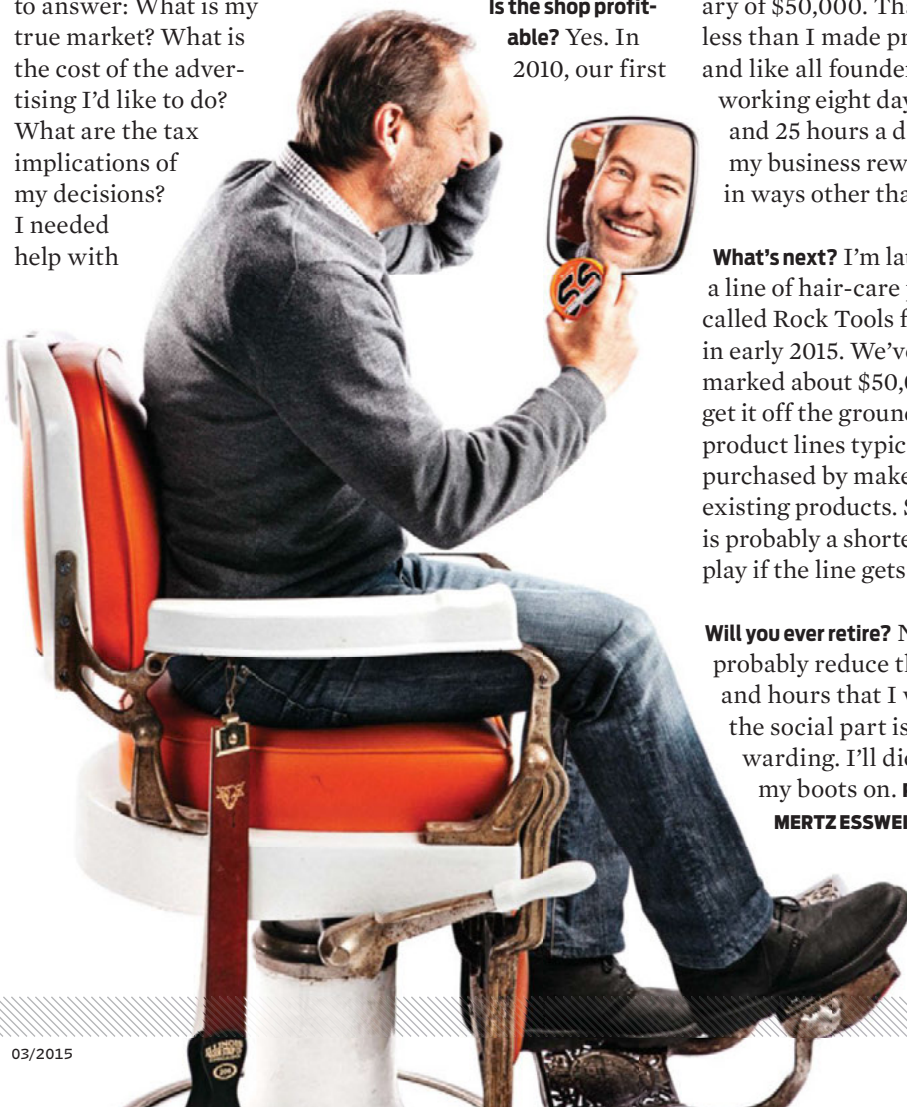 to answer: What is my
true market? What is
the cost of the adver-
tising I'd like to do?
What are the tax
implications of
my decisions?
I needed
help with
Is the shop profit-
able? Yes. In
2010, our first
ary of $50,000. Tha
less than I made pr
and like all founder
working eight day
and 25 hours a d
my business rew
in ways other tha
What's next? I'm lau
a line of hair-care p
called Rock Tools f
in early 2015. We've
marked about $50,0
get it off the ground
product lines typic
purchased by make
existing products. S
is probably a shorte
play if the line gets
Will you ever retire? N
probably reduce th
and hours that I
the social part is
warding. I'll die
my boots on.
MERTZ ESSWEI
SS
ILLINOIS
03/2015